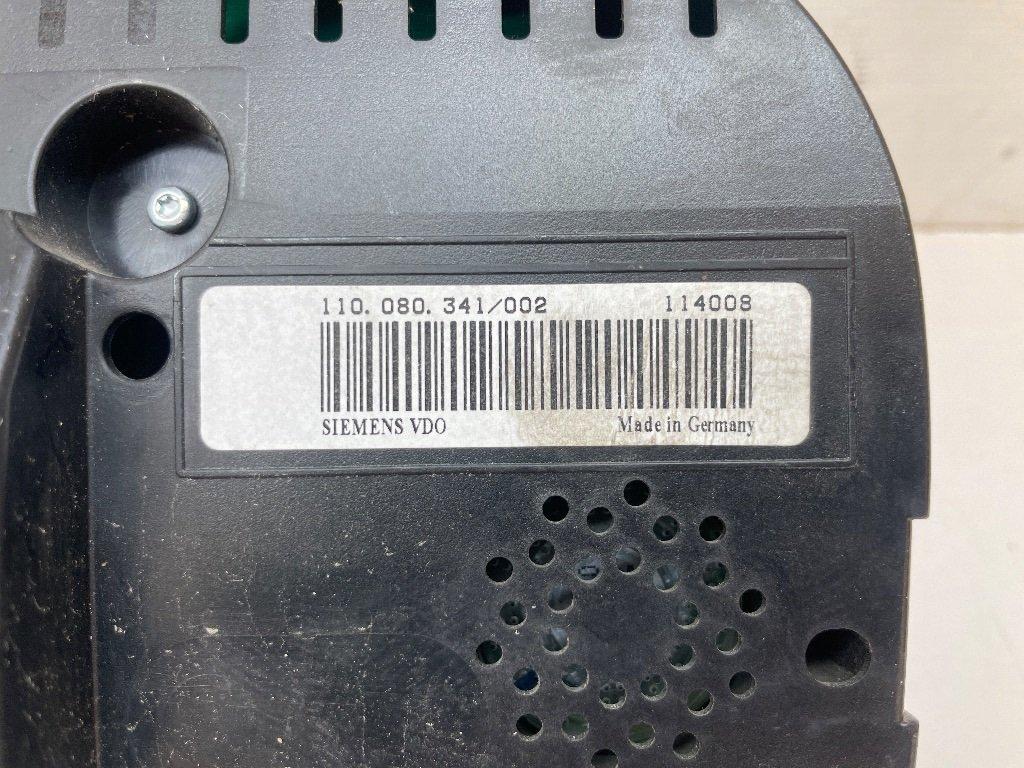 110. 080. 341/002 114008
SIEMENS VDO Made in Germany